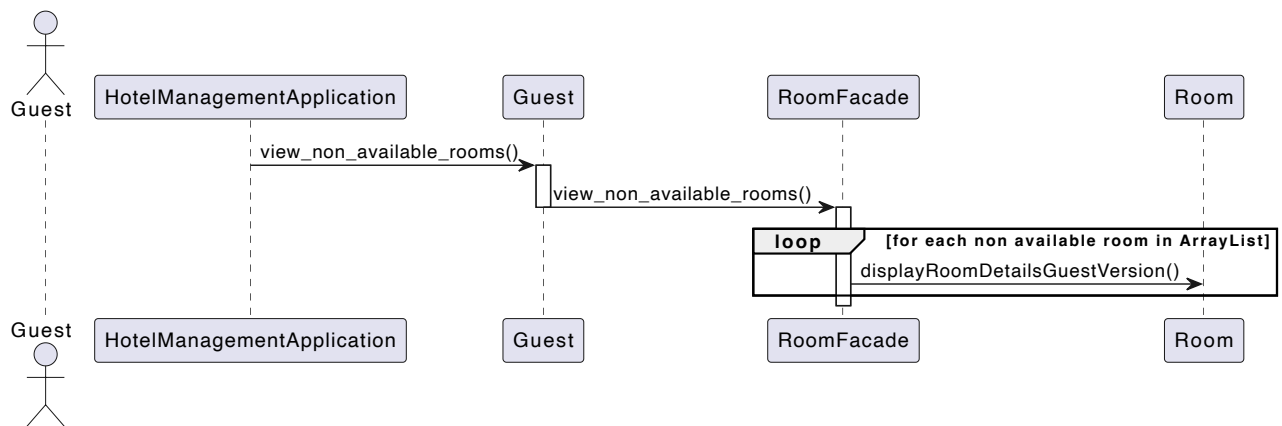 Guest
HotelManagementApplication
Guest
RoomFacade
Room
view_non_available_rooms()
view_non_available_rooms()
loop
[for each non available room in ArrayList]
displayRoomDetailsGuestVersion()
Guest
HotelManagementApplication
Guest
RoomFacade
Room